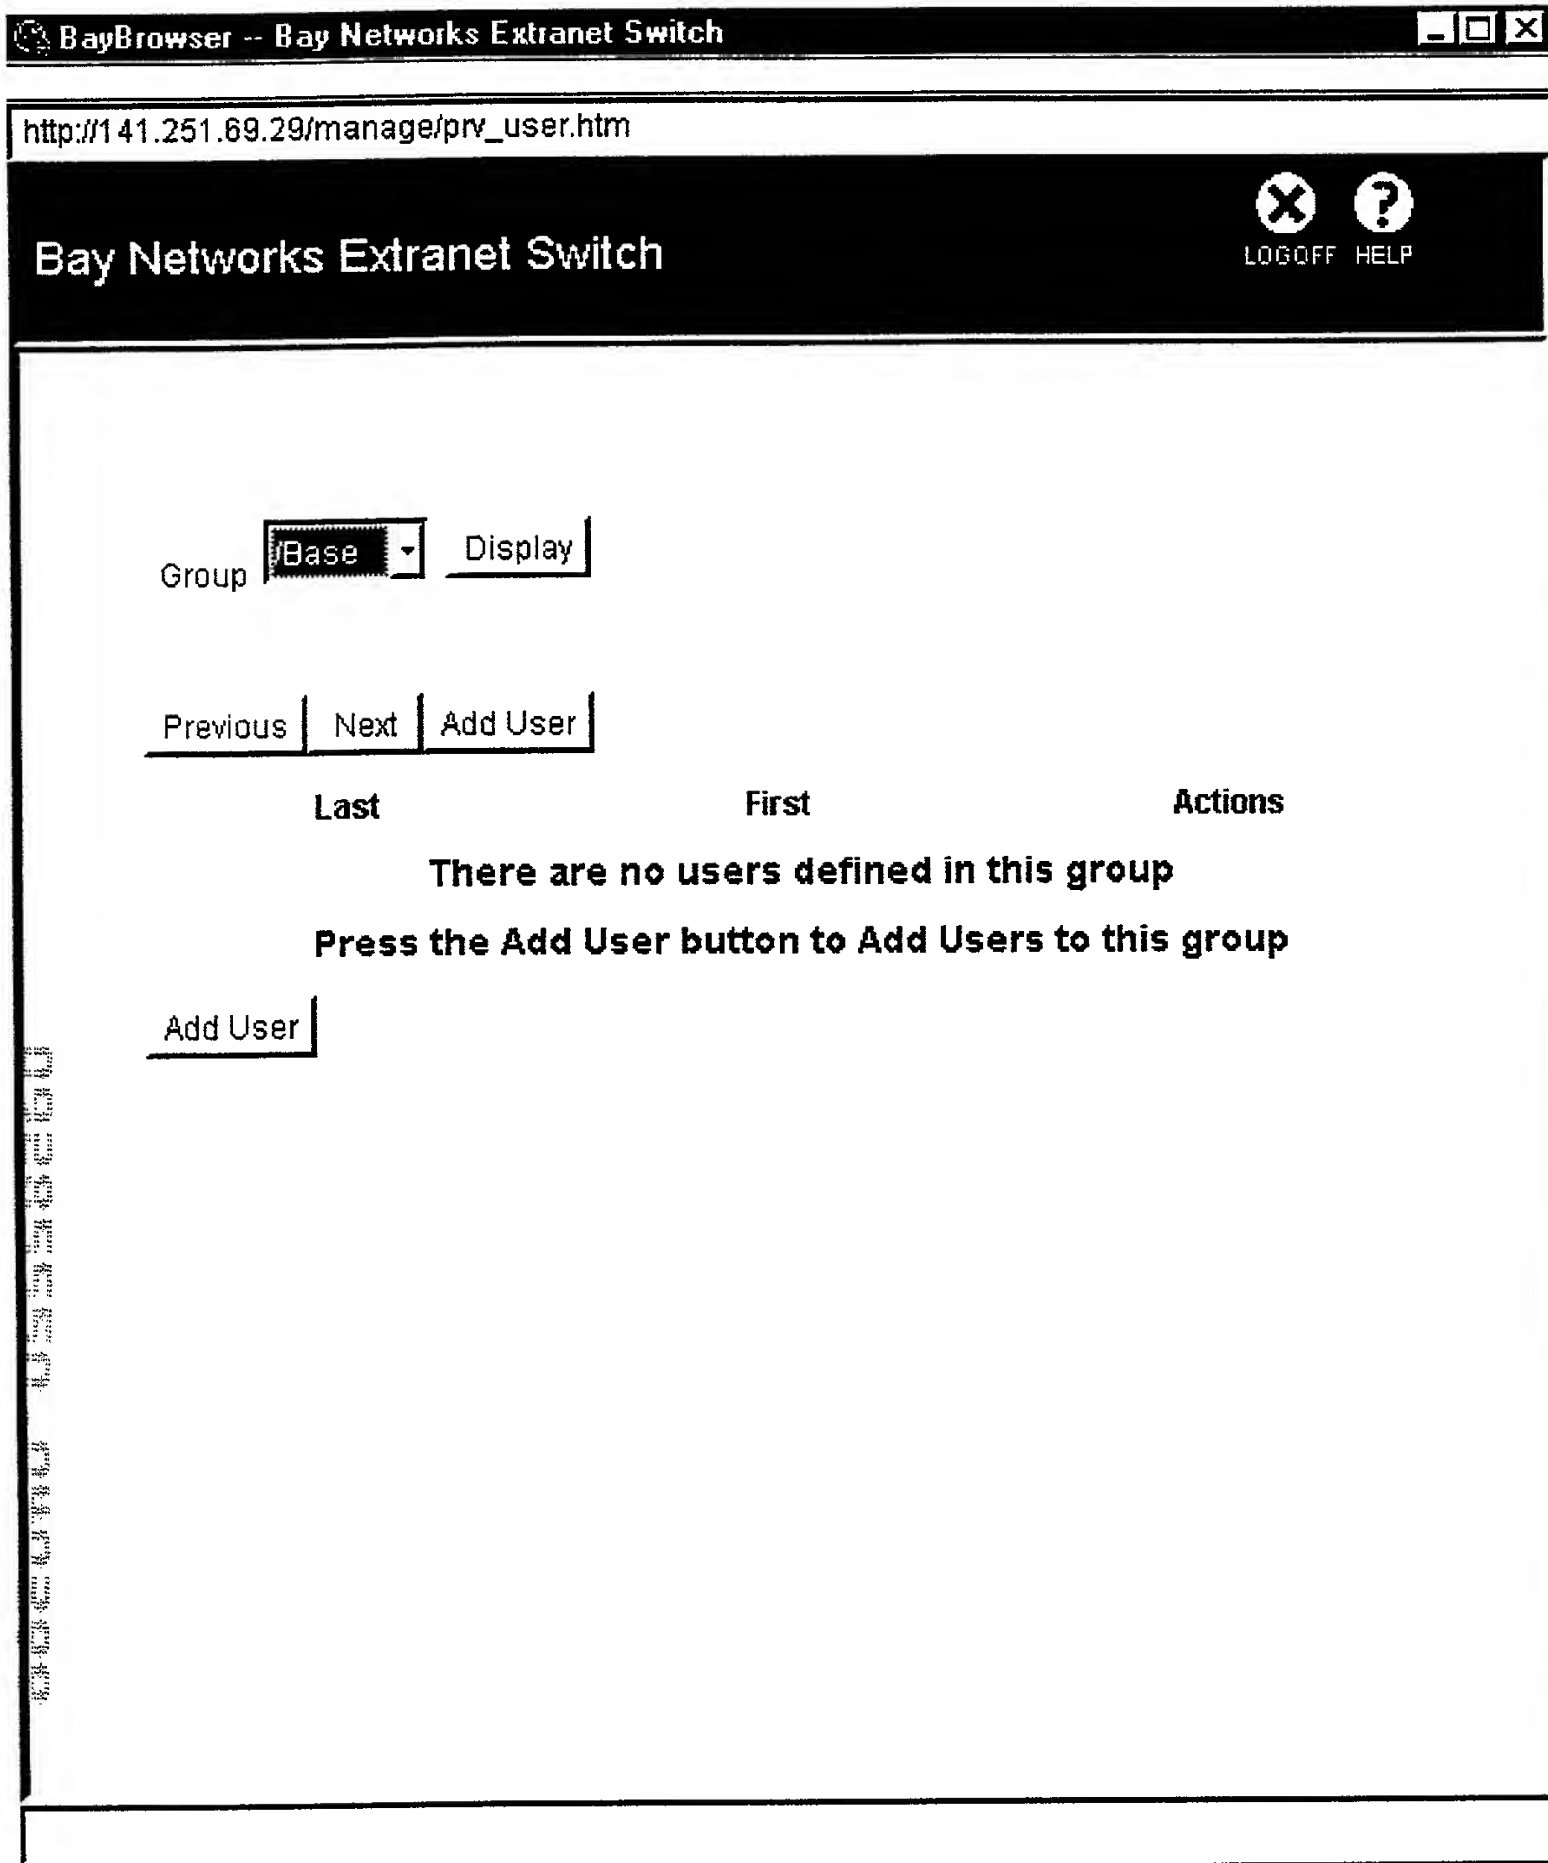 BayBrowser -- Bay Networks Extranet Switch
http://141.251.69.29/manage/prv_user.htm
Bay Networks Extranet Switch
LOGOFF HELP
Group /Base Display
Previous Next Add User
Last First Actions
There are no users defined in this group
Press the Add User button to Add Users to this group
Add User